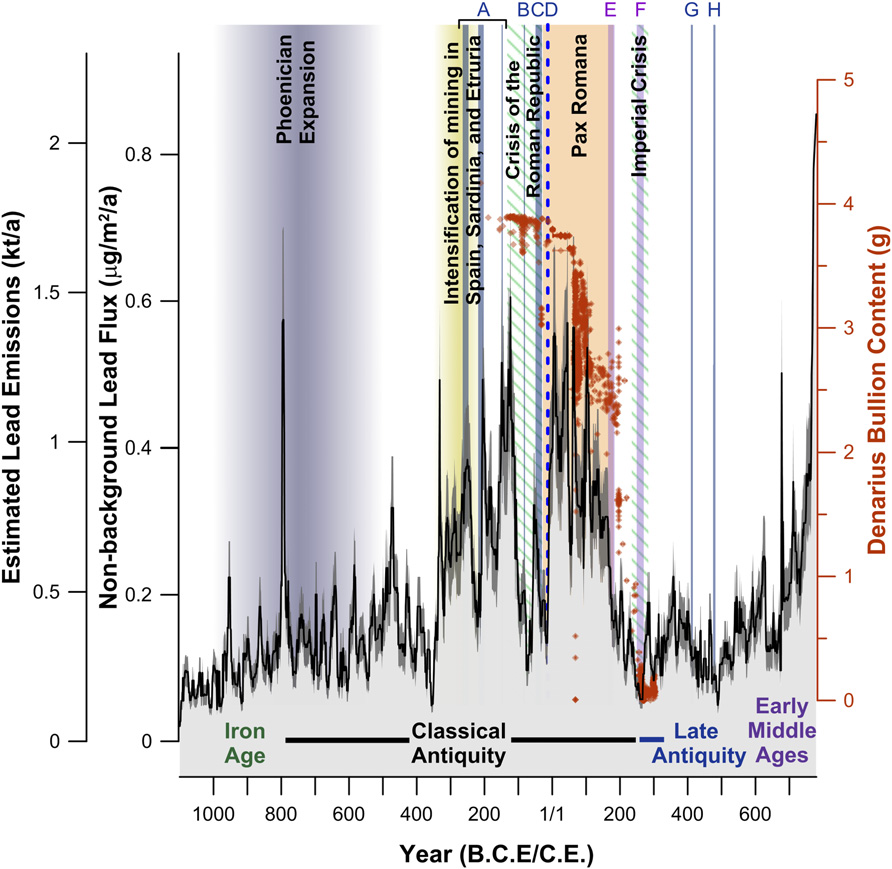 A B C D E F G H
Phoenician
Expansion
Intensification of mining in
Spain, Sardinia, and Etruria
Crisis of the
Roman Republic
Pax Romana
Imperial Crisis
Estimated Lead Emissions (kt/a)
2
1.5
1
0.5
0
Non-background Lead Flux (µg/m²/a)
0.8
0.6
0.4
0.2
0
Denarius Bullion Content (g)
5
4
3
2
1
0
Iron
Age
Classical
Antiquity
Late
Antiquity
Early
Middle
Ages
1000 800 600 400 200 1/1 200 400 600
Year (B.C.E/C.E.)